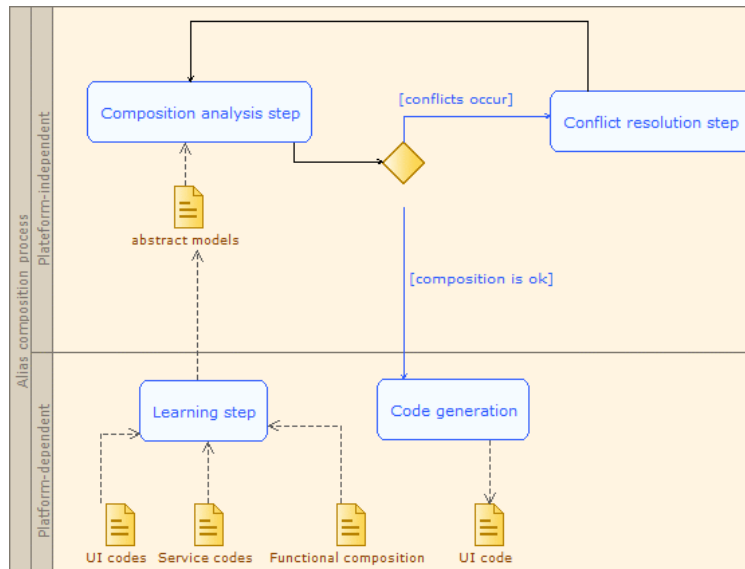 Alias composition process
Plateform-independent
Composition analysis step
[conflicts occur]
Conflict resolution step
abstract models
[composition is ok]
Platform-dependent
Learning step
Code generation
UI codes
Service codes
Functional composition
UI code